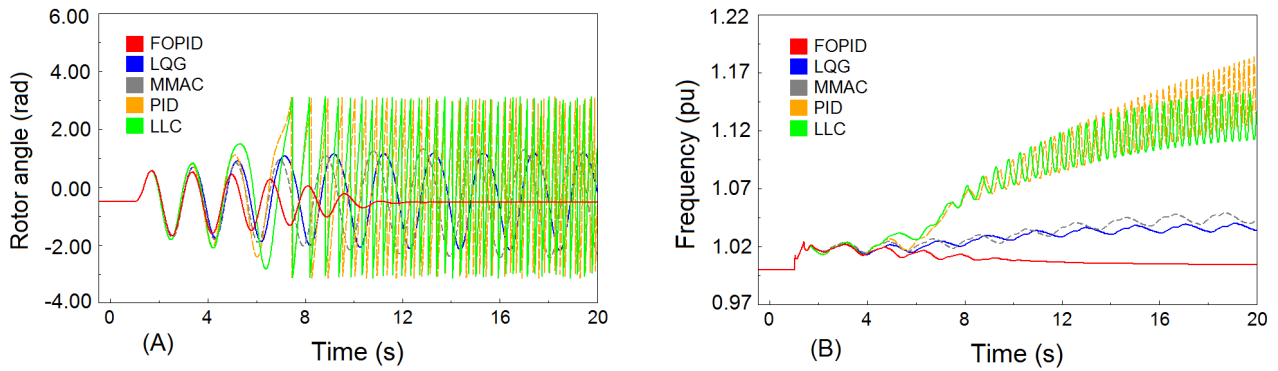 Rotor angle (rad)
6.00
4.00
2.00
0.00
-2.00
-4.00
FOPID
LQG
MMAC
PID
LLC
0
4
8
12
16
20
(A)
Time (s)
Frequency (pu)
1.22
1.17
1.12
1.07
1.02
0.97
FOPID
LQG
MMAC
PID
LLC
0
4
8
12
16
20
(B)
Time (s)